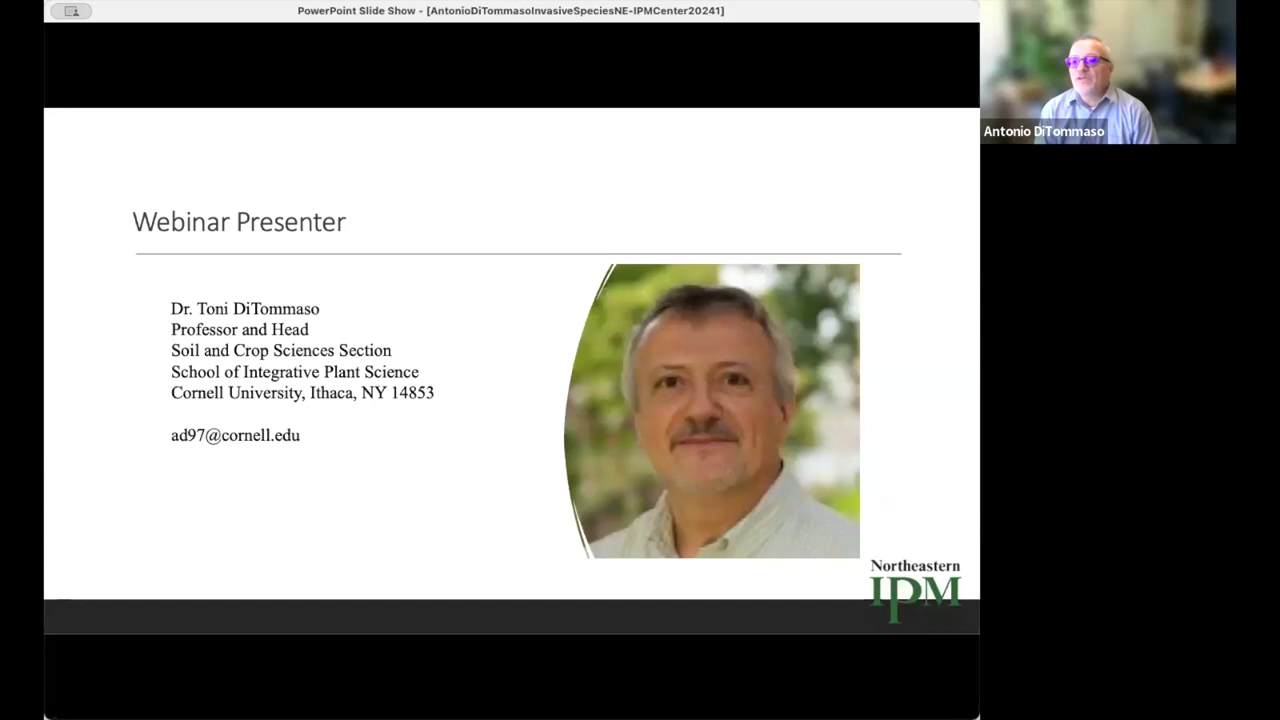 PowerPoint Slide Show - [AntonioDiTommasoInvasiveSpeciesNE-IPMCenter20241]
Antonio DiTommaso
Webinar Presenter
Dr. Toni DiTommaso
Professor and Head
Soil and Crop Sciences Section
School of Integrative Plant Science
Cornell University, Ithaca, NY 14853
ad97@cornell.edu
Northeastern
IPM